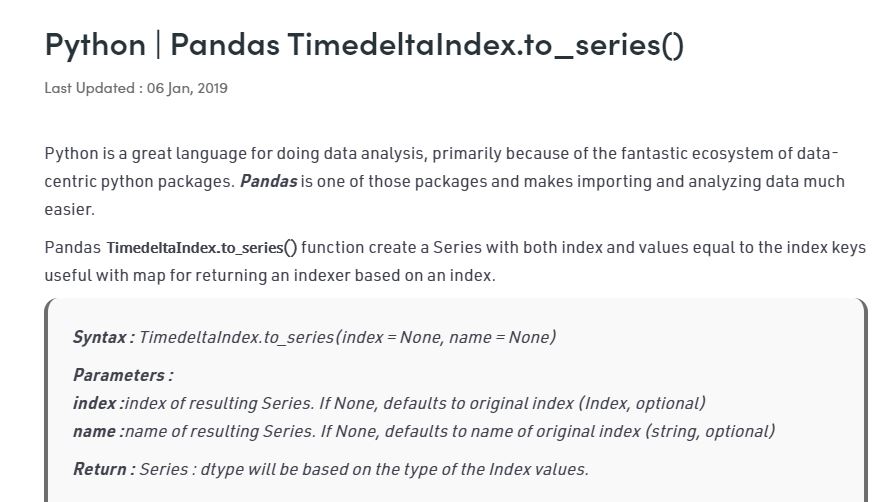 Python | Pandas TimedeltaIndex.to_series()
Last Updated : 06 Jan, 2019
Python is a great language for doing data analysis, primarily because of the fantastic ecosystem of data-
centric python packages. Pandas is one of those packages and makes importing and analyzing data much
easier.
Pandas TimedeltaIndex.to_series() function create a Series with both index and values equal to the index keys
useful with map for returning an indexer based on an index.
Syntax : TimedeltaIndex.to_series(index = None, name = None)
Parameters :
index :index of resulting Series. If None, defaults to original index (Index, optional)
name :name of resulting Series. If None, defaults to name of original index (string, optional)
Return : Series : dtype will be based on the type of the Index values.